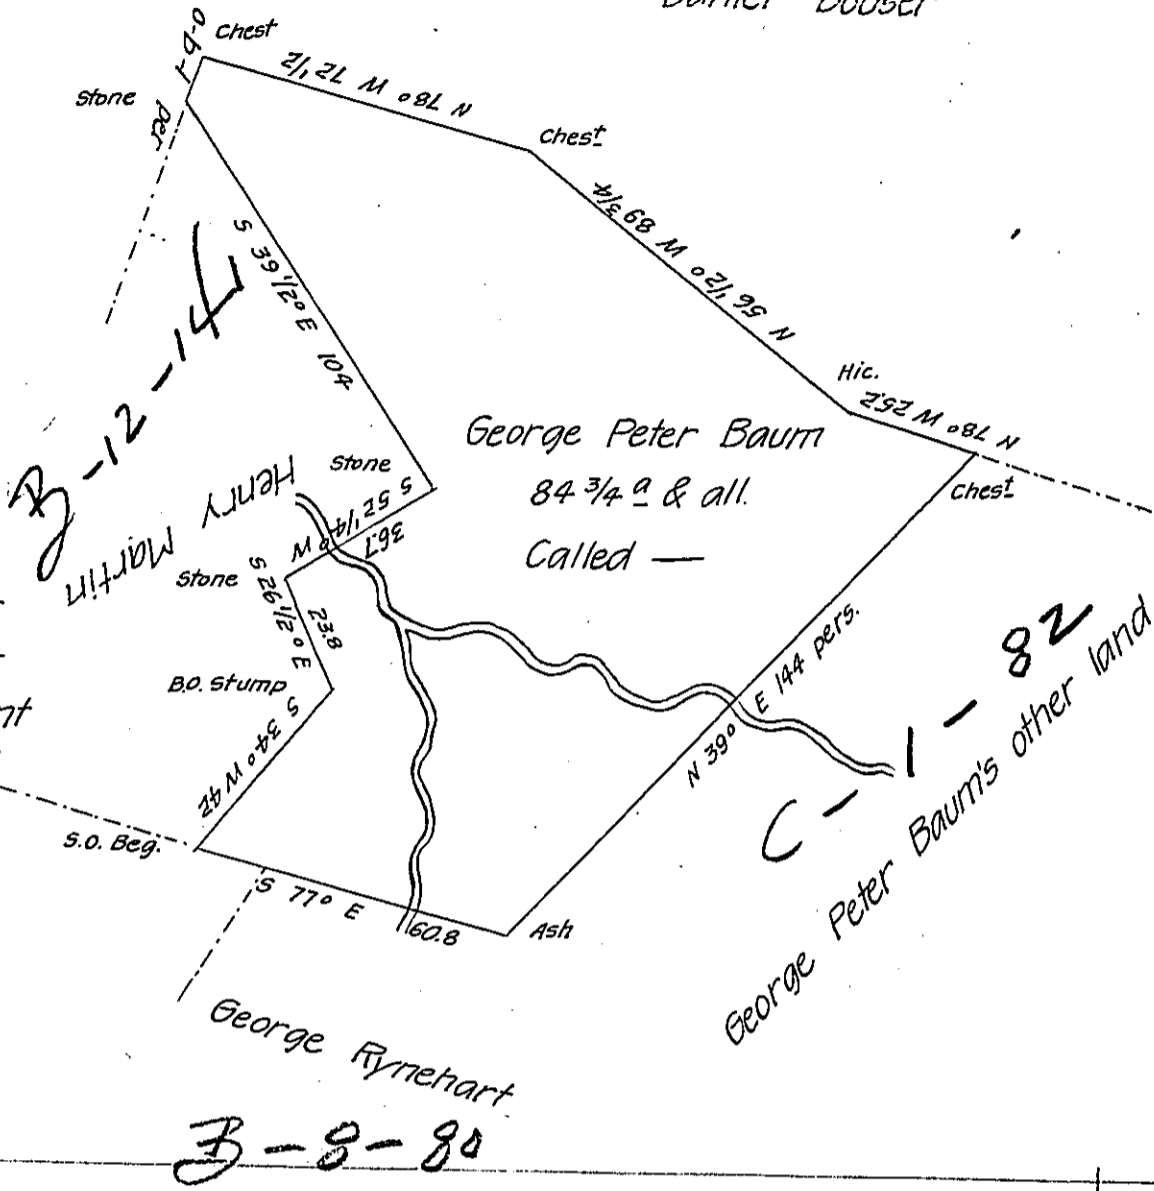 Chest
N 78° W 72 1/2
Stone
per
Chest
N 56 1/2° W 89 3/4
S 39 1/2° E 104
Hic.
N 78° W 25.2
B-12-14
George Peter Baum
84 3/4 a & all.
Called —
Chest
Henry Martin
Stone
S 52 1/4° W
36.7
Stone
S 26 1/2° E
23.8
B.O. Stump
S 34° W 42
nt
N 39° E 144 pers.
C-1-82
George Peter Baum's other land
S.O. Beg.
S 77° E
60.8
Ash
George Rynehart
B-8-80